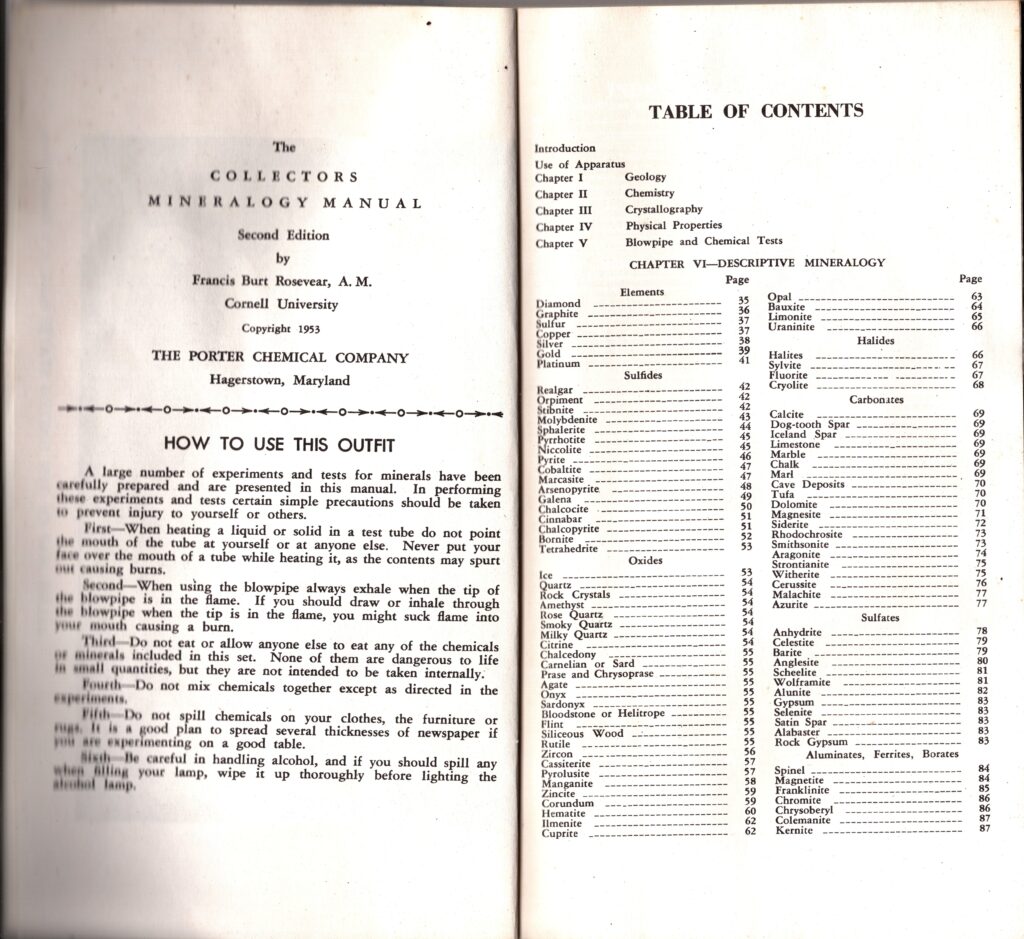 The
COLLECTORS
MINERALOGY MANUAL
Second Edition
by
Francis Burt Rosevear, A. M.
Cornell University
Copyright 1953
THE PORTER CHEMICAL COMPANY
Hagerstown, Maryland
HOW TO USE THIS OUTFIT
A large number of experiments and tests for minerals have been
carefully prepared and are presented in this manual. In performing
these experiments and tests certain simple precautions should be taken
to prevent injury to yourself or others.
First—When heating a liquid or solid in a test tube do not point
the mouth of the tube at yourself or at anyone else. Never put your
face over the mouth of a tube while heating it, as the contents may spurt
out causing burns.
Second—When using the blowpipe always exhale when the tip of
the blowpipe is in the flame. If you should draw or inhale through
the blowpipe when the tip is in the flame, you might suck flame into
your mouth causing a burn.
Third—Do not eat or allow anyone else to eat any of the chemicals
or minerals included in this set. None of them are dangerous to life
in small quantities, but they are not intended to be taken internally.
Fourth—Do not mix chemicals together except as directed in the
experiments.
Fifth—Do not spill chemicals on your clothes, the furniture or
rugs. It is a good plan to spread several thicknesses of newspaper if
you are experimenting on a good table.
Sixth—Be careful in handling alcohol, and if you should spill any
when filling your lamp, wipe it up thoroughly before lighting the
alcohol lamp.
TABLE OF CONTENTS
Introduction
Use of Apparatus
Chapter I Geology
Chapter II Chemistry
Chapter III Crystallography
Chapter IV Physical Properties
Chapter V Blowpipe and Chemical Tests
CHAPTER VI—DESCRIPTIVE MINERALOGY
Page
Elements
Diamond 35
Graphite 36
Sulfur 37
Copper 37
Silver 38
Gold 39
Platinum 41
Sulfides
Realgar 42
Orpiment 42
Stibnite 42
Molybdenite 43
Sphalerite 44
Pyrrhotite 45
Niccolite 45
Pyrite 46
Cobaltite 47
Marcasite 47
Arsenopyrite 48
Galena 49
Chalcocite 50
Cinnabar 51
Chalcopyrite 51
Bornite 52
Tetrahedrite 53
Oxides
Ice 53
Quartz 54
Rock Crystals 54
Amethyst 54
Rose Quartz 54
Smoky Quartz 54
Milky Quartz 54
Citrine 54
Chalcedony 55
Carnelian or Sard 55
Prase and Chrysoprase 55
Agate 55
Onyx 55
Sardonyx 55
Bloodstone or Helitrope 55
Flint 55
Siliceous Wood 55
Rutile 55
Zircon 56
Cassiterite 57
Pyrolusite 57
Manganite 58
Zincite 59
Corundum 59
Hematite 60
Ilmenite 62
Cuprite 62
Page
Opal 63
Bauxite 64
Limonite 65
Uraninite 66
Halides
Halites 66
Sylvite 67
Fluorite 67
Cryolite 68
Carbonates
Calcite 69
Dog-tooth Spar 69
Iceland Spar 69
Limestone 69
Marble 69
Chalk 69
Marl 69
Cave Deposits 70
Tufa 70
Dolomite 70
Magnesite 71
Siderite 72
Rhodochrosite 73
Smithsonite 73
Aragonite 74
Strontianite 75
Witherite 75
Cerussite 76
Malachite 77
Azurite 77
Sulfates
Anhydrite 78
Celestite 79
Barite 79
Anglesite 80
Scheelite 81
Wolframite 81
Alunite 82
Gypsum 83
Selenite 83
Satin Spar 83
Alabaster 83
Rock Gypsum 83
Aluminates, Ferrites, Borates
Spinel 84
Magnetite 84
Franklinite 85
Chromite 86
Chrysoberyl 86
Colemanite 87
Kernite 87